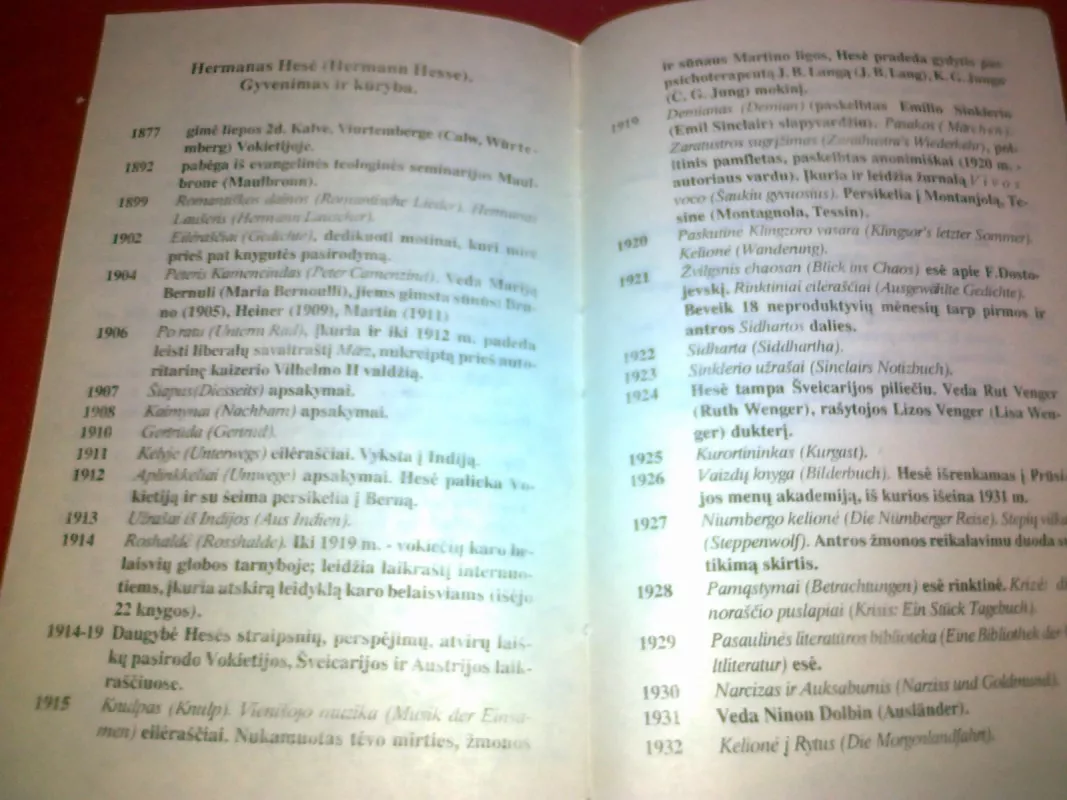 Hermanas Hesė (Hermann Hesse).
Gyvenimas ir kūryba.
1877 gimė liepos 2d. Kalve, Viurtemberge (Calw, Württe-
mberg) Vokietijoje.
1892 pabėga iš evangelinės teologinės seminarijos Maul-
brone (Maulbronn).
1899 Romantiškos dainos (Romantische Lieder). Hermanas
Laušeris (Hermann Lauscher).
1902 Eilėraščiai (Gedichte), dedikuoti motinai, kuri mirė
prieš pat knygutės pasirodymą.
1904 Peteris Kamencindas (Peter Camenzind). Veda Mariją
Bernuli (Maria Bernoulli), jiems gimsta sūnūs: Bru-
no (1905), Heiner (1909), Martin (1911)
1906 Po ratu (Unterm Rad), Įkuria ir iki 1912 m. padeda
leisti liberalų savaitraštį März, nukreiptą prieš auto-
ritarinę kaizerio Vilhelmo II valdžią.
1907 Šiapus (Diesseits) apsakymai.
1908 Kaimynai (Nachbarn) apsakymai.
1910 Gertrūda (Gertrud).
1911 Kelyje (Unterwegs) eilėraščiai. Vyksta į Indiją.
1912 Aplinkkeliai (Umwege) apsakymai. Hesė palieka Vo-
kietiją ir su šeima persikelia į Berną.
1913 Užrašai iš Indijos (Aus Indien).
1914 Roshaldė (Rosshalde). Iki 1919 m. - vokiečių karo be-
laisvių globos tarnyboje; leidžia laikraštį internuo-
tiems, įkuria atskirą leidyklą karo belaisviams (išėjo
22 knygos).
1914-19 Daugybė Hesės straipsnių, perspėjimų, atvirų laiš-
kų pasirodo Vokietijos, Šveicarijos ir Austrijos laik-
raščiuose.
1915 Knulpas (Knulp). Vienišojo muzika (Musik der Einsa-
men) eilėraščiai. Nukamuotas tėvo mirties, žmonos
ir sūnaus Martino ligos, Hesė pradeda gydytis pas
psichoterapeutą J. B. Langą (J. B. Lang), K. G. Jungo
(C. G. Jung) mokinį.
1919 Demianas (Demian) (paskelbtas Emilio Sinklerio
(Emil Sinclair) slapyvardžiu). Pasakos (Märchen).
Zaratustros sugrįžimas (Zarathustra's Wiederkehr), pol-
itinis pamfletas, paskelbtas anonimiškai (1920 m. -
autoriaus vardu). Įkuria ir leidžia žurnalą Vivos
voco (Šaukiu gyvuosius). Persikelia į Montanjolą, Te-
sine (Montagnola, Tessin).
1920 Paskutinė Klingzoro vasara (Klingsor's letzter Sommer).
Kelionė (Wanderung).
1921 Žvilgsnis chaosan (Blick ins Chaos) esė apie F.Dosto-
jevskį. Rinktiniai eilėraščiai (Ausgewählte Gedichte).
Beveik 18 neproduktyvių mėnesių tarp pirmos ir
antros Sidhartos dalies.
1922 Sidharta (Siddhartha).
1923 Sinklerio užrašai (Sinclairs Notizbuch).
1924 Hesė tampa Šveicarijos piliečiu. Veda Rut Venger
(Ruth Wenger), rašytojos Lizos Venger (Lisa Wen-
ger) dukterį.
1925 Kurortininkas (Kurgast).
1926 Vaizdų knyga (Bilderbuch). Hesė išrenkamas į Prūsi-
jos menų akademiją, iš kurios išeina 1931 m.
1927 Niurnbergo kelionė (Die Nürnberger Reise). Stepių vilkas
(Steppenwolf). Antros žmonos reikalavimu duoda su
tikimą skirtis.
1928 Pamąstymai (Betrachtungen) esė rinktinė. Krizė: di
noraščio puslapiai (Krisis: Ein Stück Tagebuch).
1929 Pasaulinės literatūros biblioteka (Eine Bibliothek der
ltliteratur) esė.
1930 Narcizas ir Auksaburnis (Narziss und Goldmund).
1931 Veda Ninon Dolbin (Ausländer).
1932 Kelionė į Rytus (Die Morgenlandfahrt).